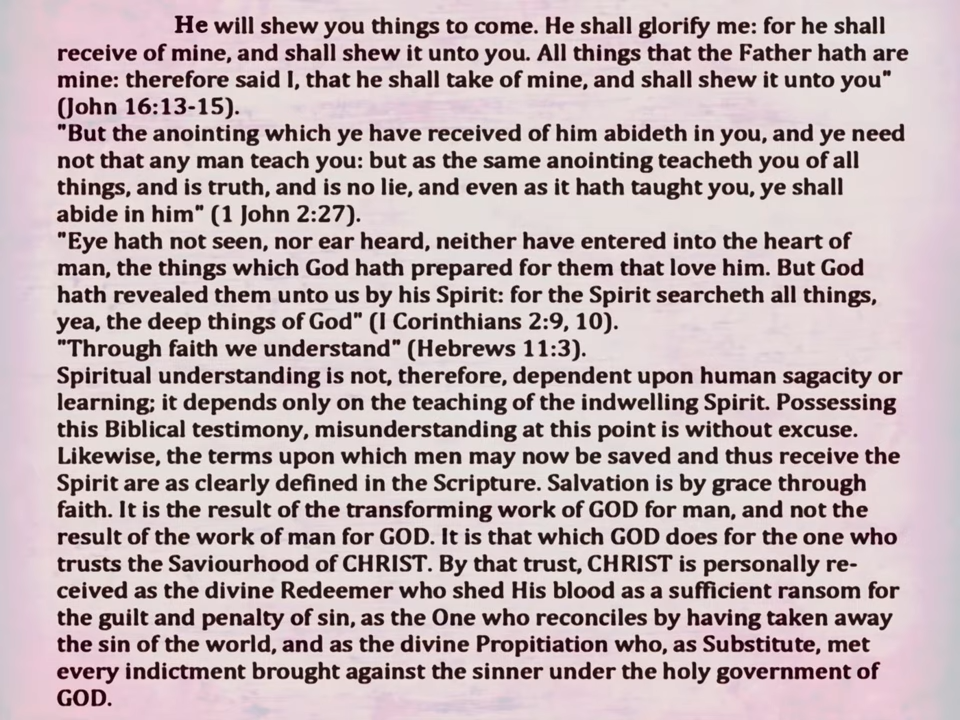 He will shew you things to come. He shall glorify me: for he shall
receive of mine, and shall shew it unto you. All things that the Father hath are
mine: therefore said I, that he shall take of mine, and shall shew it unto you"
(John 16:13-15).
"But the anointing which ye have received of him abideth in you, and ye need
not that any man teach you: but as the same anointing teacheth you of all
things, and is truth, and is no lie, and even as it hath taught you, ye shall
abide in him" (1 John 2:27).
"Eye hath not seen, nor ear heard, neither have entered into the heart of
man, the things which God hath prepared for them that love him. But God
hath revealed them unto us by his Spirit: for the Spirit searcheth all things,
yea, the deep things of God" (I Corinthians 2:9, 10).
"Through faith we understand" (Hebrews 11:3).
Spiritual understanding is not, therefore, dependent upon human sagacity or
learning; it depends only on the teaching of the indwelling Spirit. Possessing
this Biblical testimony, misunderstanding at this point is without excuse.
Likewise, the terms upon which men may now be saved and thus receive the
Spirit are as clearly defined in the Scripture. Salvation is by grace through
faith. It is the result of the transforming work of GOD for man, and not the
result of the work of man for GOD. It is that which GOD does for the one who
trusts the Saviourhood of CHRIST. By that trust, CHRIST is personally re-
ceived as the divine Redeemer who shed His blood as a sufficient ransom for
the guilt and penalty of sin, as the One who reconciles by having taken away
the sin of the world, and as the divine Propitiation who, as Substitute, met
every indictment brought against the sinner under the holy government of
GOD.